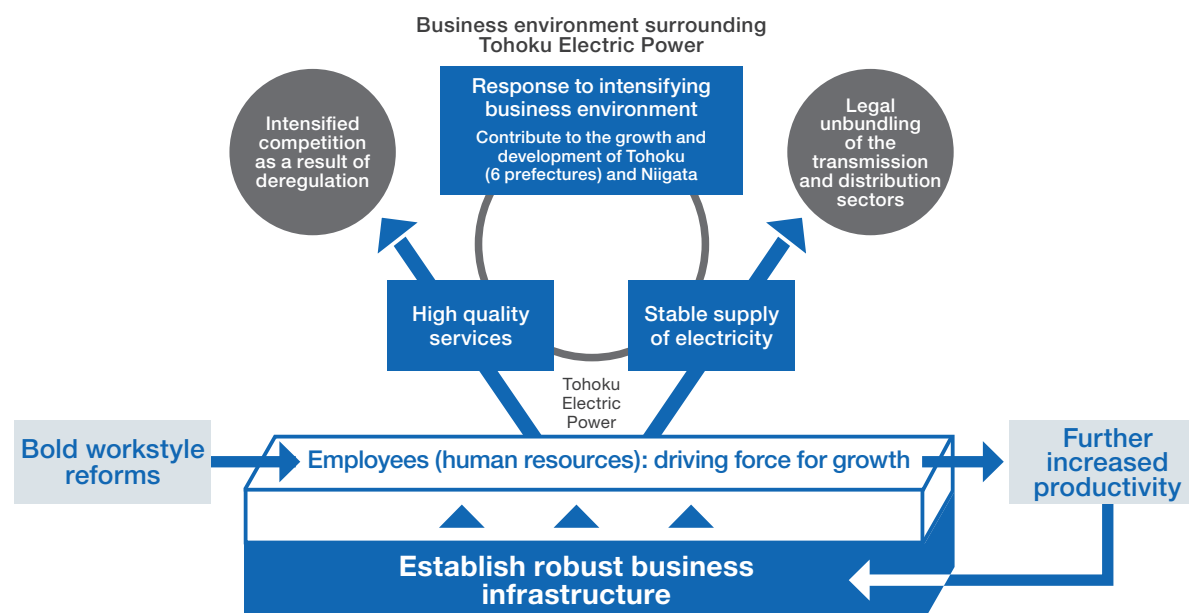 Business environment surrounding
Tohoku Electric Power
Response to intensifying
business environment
Contribute to the growth and
development of Tohoku
(6 prefectures) and Niigata
Intensified
competition
as a result of
deregulation
Legal
unbundling
of the
transmission
and distribution
sectors
High quality
services
Stable supply
of electricity
Tohoku
Electric
Power
Bold workstyle
reforms
Employees (human resources): driving force for growth
Further
increased
productivity
Establish robust business
infrastructure